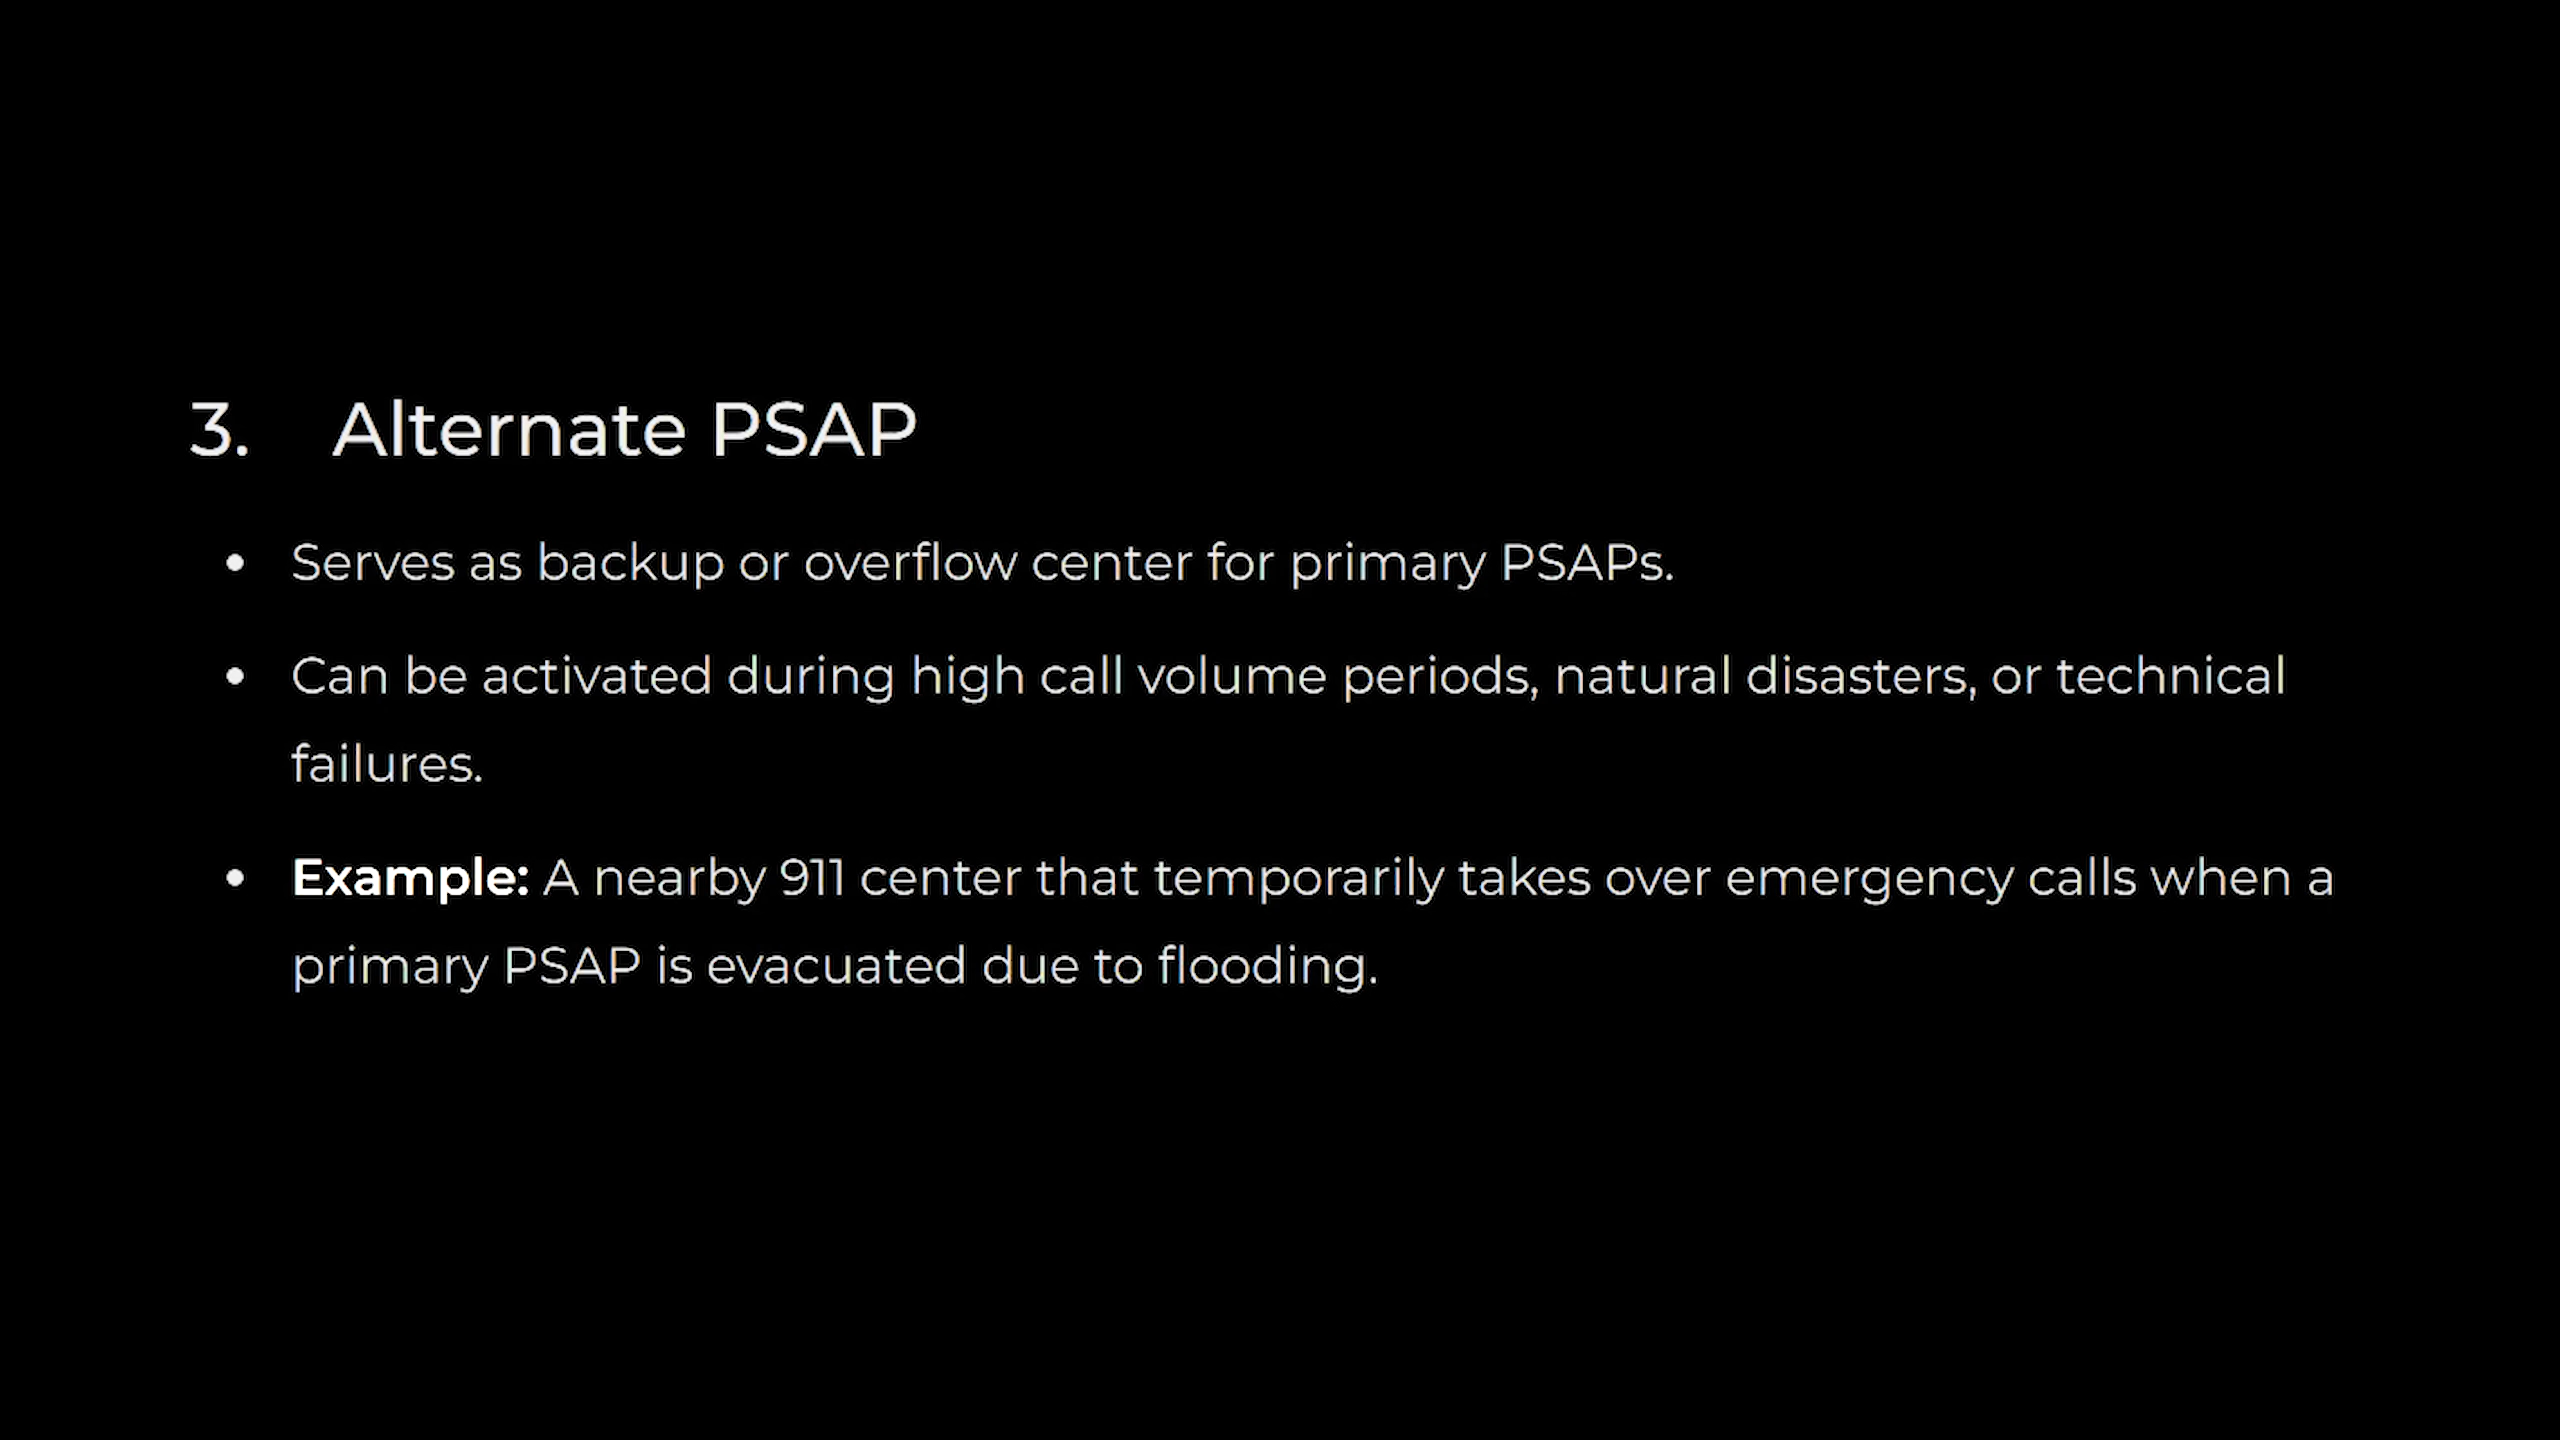 3. Alternate PSAP
• Serves as backup or overflow center for primary PSAPs.
• Can be activated during high call volume periods, natural disasters, or technical
failures.
• Example: A nearby 911 center that temporarily takes over emergency calls when a
primary PSAP is evacuated due to flooding.